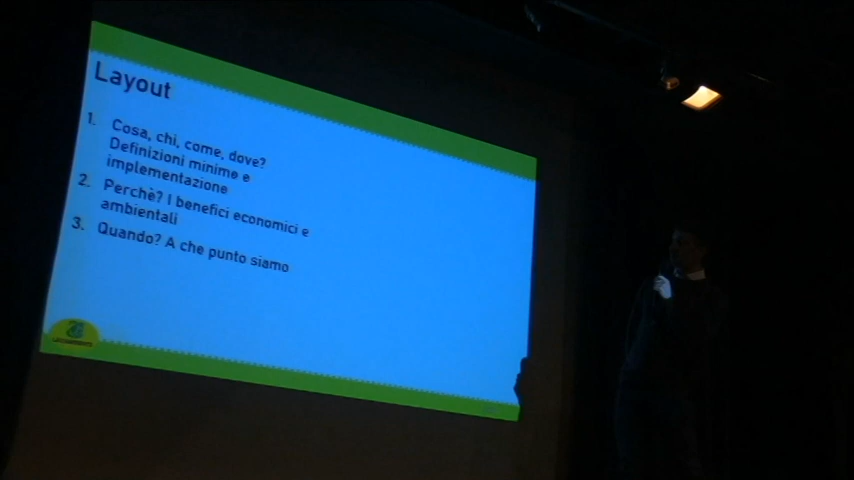 Layout
1. Cosa, chi, come, dove?
Definizioni minime e
implementazione
2. Perchè? I benefici economici e
ambientali
3. Quando? A che punto siamo
LEGAMBIENTE